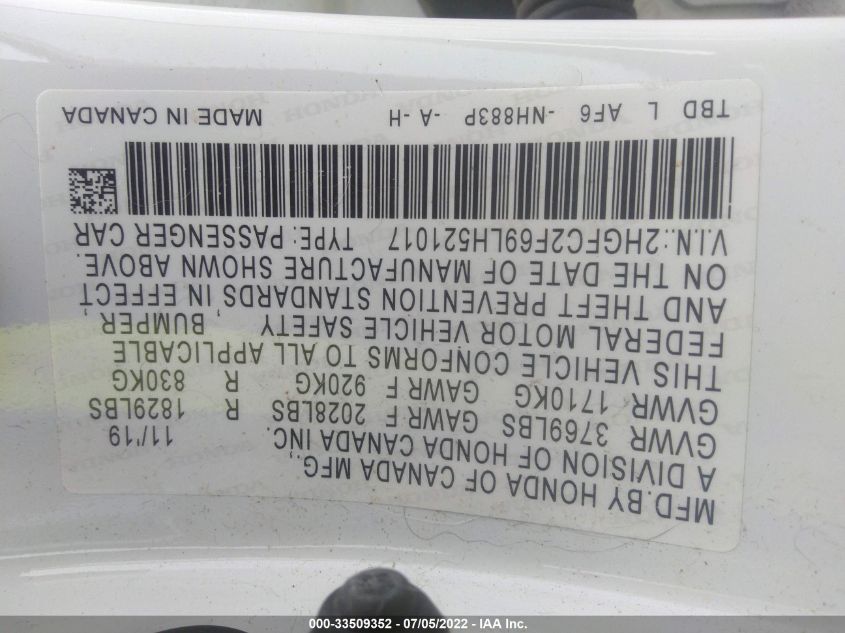 MFD.BY HONDA OF CANADA MFG.,
A DIVISION OF HONDA CANADA INC. 11/'19
GVWR 3769LBS GAWR F 2028LBS R 1829LBS
GVWR 1710KG GAWR F 920KG R 830KG
THIS VEHICLE CONFORMS TO ALL APPLICABLE
FEDERAL MOTOR VEHICLE SAFETY , BUMPER,
AND THEFT PREVENTION STANDARDS IN EFFECT
ON THE DATE OF MANUFACTURE SHOWN ABOVE.
V.I.N.:2HGFC2F69LH521017 TYPE:PASSENGER CAR
TBD L AF6 -NH883P -A -H MADE IN CANADA
000-33509352 - 07/05/2022 - IAA Inc.